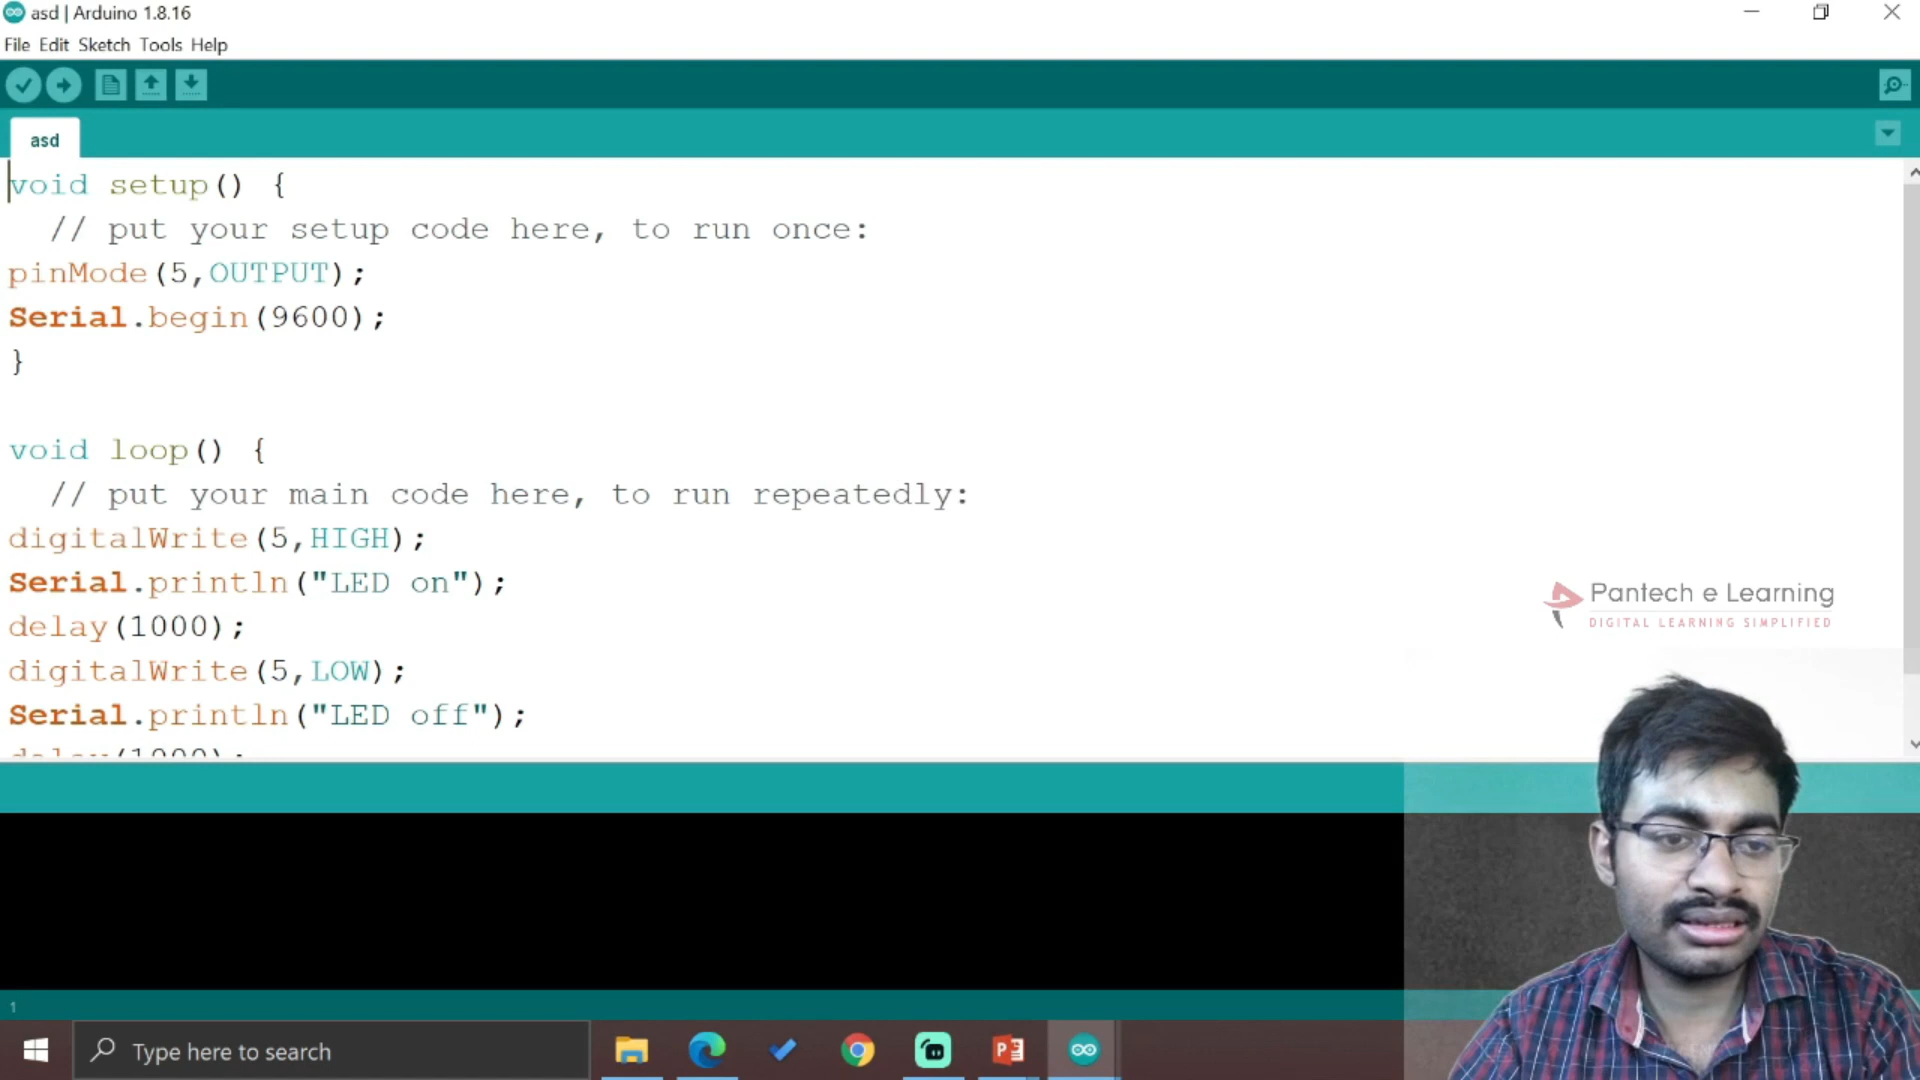 asd | Arduino 1.8.16
File Edit Sketch Tools Help
asd
void setup() {
// put your setup code here, to run once:
pinMode(5,OUTPUT);
Serial.begin(9600);
}
void loop() {
// put your main code here, to run repeatedly:
digitalWrite(5,HIGH);
Serial.println("LED on");
delay(1000);
digitalWrite(5,LOW);
Serial.println("LED off");
delay(1000);
Pantech e Learning
DIGITAL LEARNING SIMPLIFIED
1
Type here to search